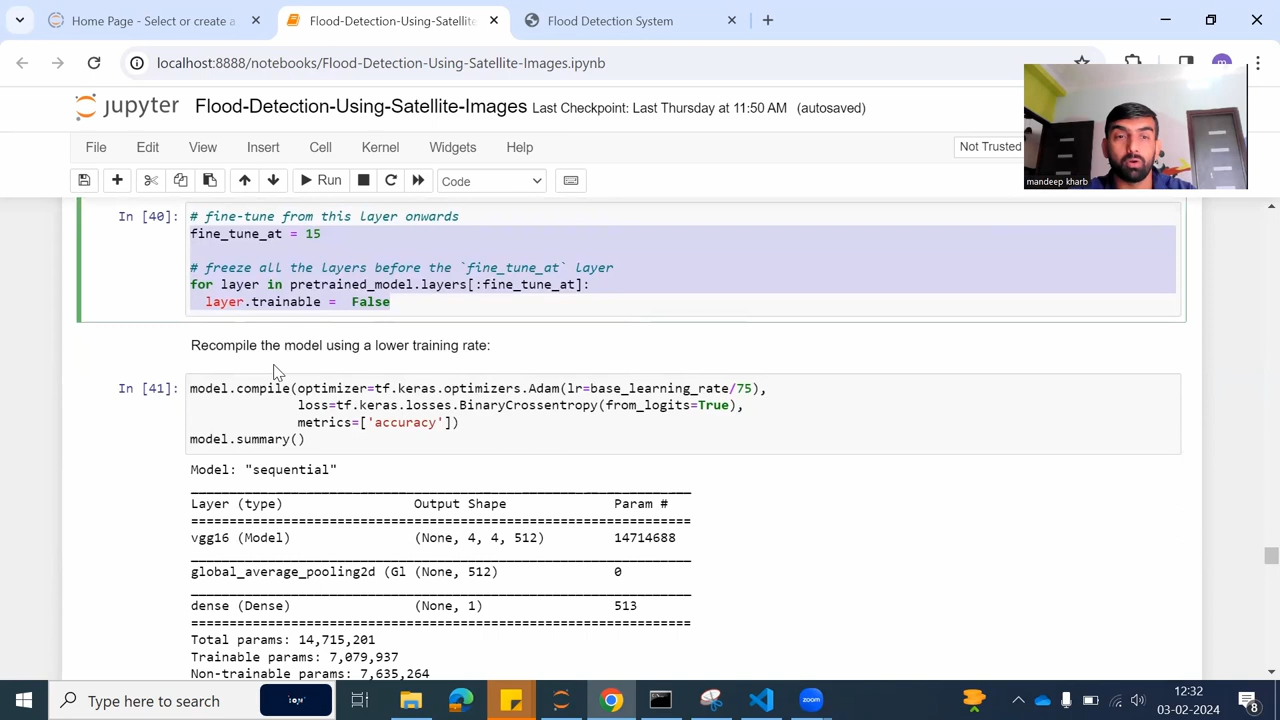 Home Page - Select or create a
Flood-Detection-Using-Satellite
Flood Detection System
localhost:8888/notebooks/Flood-Detection-Using-Satellite-Images.ipynb
jupyter Flood-Detection-Using-Satellite-Images Last Checkpoint: Last Thursday at 11:50 AM (autosaved)
File Edit View Insert Cell Kernel Widgets Help
Not Trusted
mandeep kharb
Run
Code
In [40]:
# fine-tune from this layer onwards
fine_tune_at = 15
# freeze all the layers before the `fine_tune_at` layer
for layer in pretrained_model.layers[:fine_tune_at]:
layer.trainable = False
Recompile the model using a lower training rate:
In [41]:
model.compile(optimizer=tf.keras.optimizers.Adam(lr=base_learning_rate/75),
loss=tf.keras.losses.BinaryCrossentropy(from_logits=True),
metrics=['accuracy'])
model.summary()
Model: "sequential"
Layer (type) Output Shape Param #
=================================================================
vgg16 (Model) (None, 4, 4, 512) 14714688
global_average_pooling2d (Gl (None, 512) 0
dense (Dense) (None, 1) 513
=================================================================
Total params: 14,715,201
Trainable params: 7,079,937
Non-trainable params: 7,635,264
Type here to search
zoom
12:32
03-02-2024
8